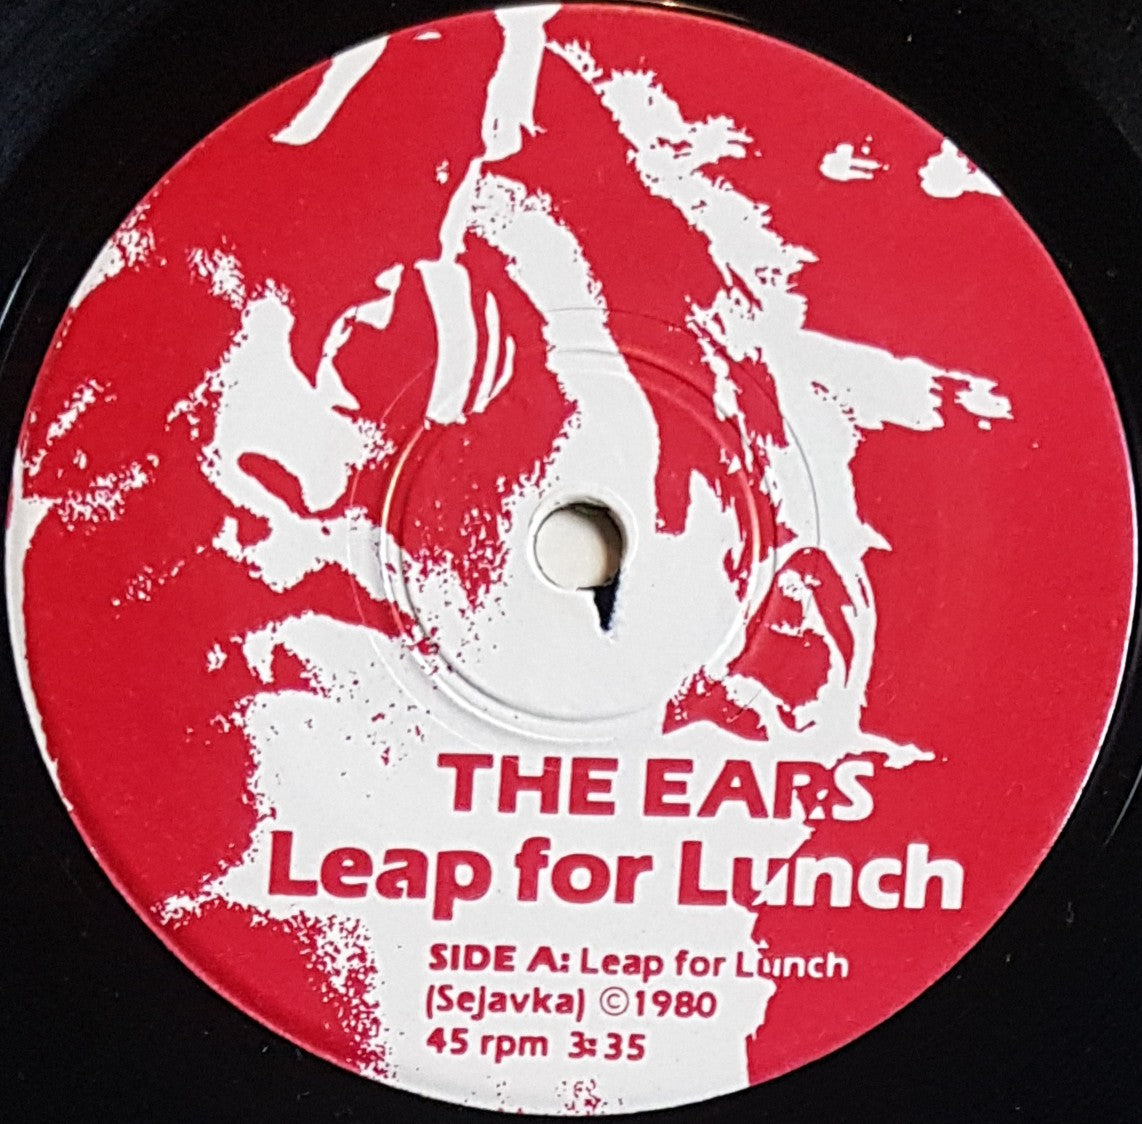 THE EARS
Leap for Lunch
SIDE A: Leap for Lunch
(Sejavka) ©1980
45 rpm 3:35